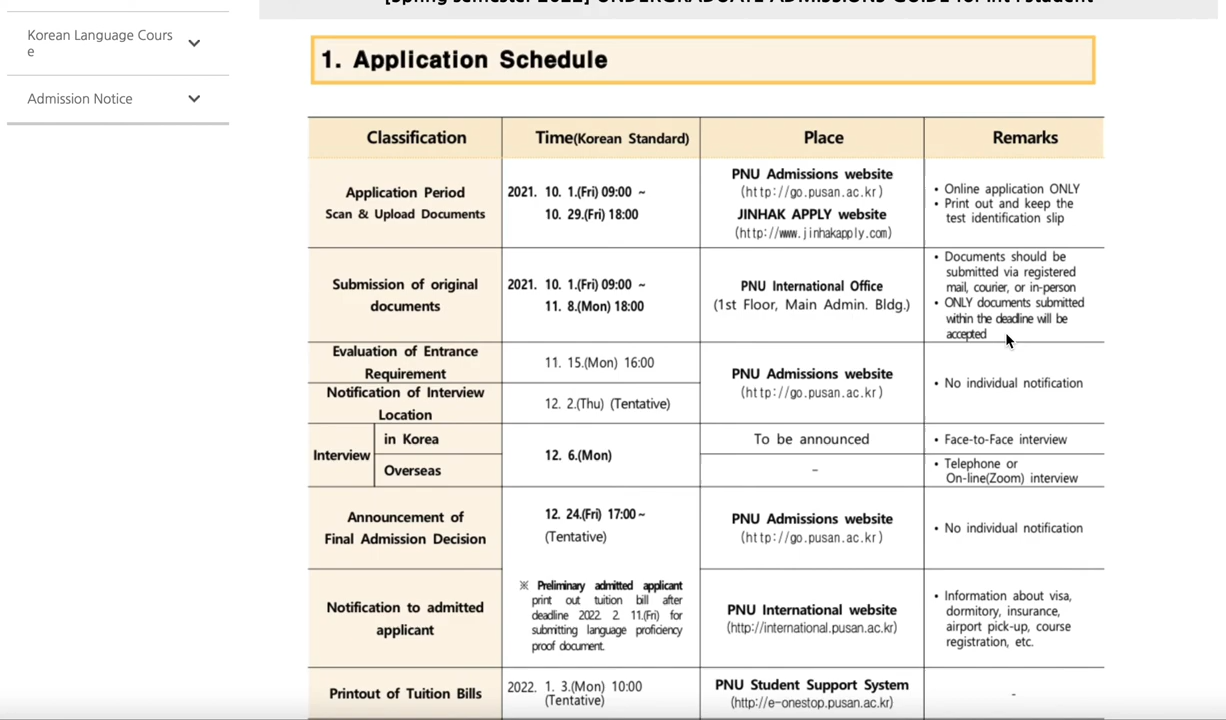 [Spring semester 2022] UNDERGRADUATE ADMISSIONS GUIDE for Int'l student
Korean Language Cours
e
Admission Notice
1. Application Schedule
Classification
Time(Korean Standard)
Place
Remarks
Application Period
Scan & Upload Documents
2021. 10. 1.(Fri) 09:00 ~
10. 29.(Fri) 18:00
PNU Admissions website
(http://go.pusan.ac.kr)
JINHAK APPLY website
(http://www.jinhakapply.com)
• Online application ONLY
• Print out and keep the
test identification slip
Submission of original
documents
2021. 10. 1.(Fri) 09:00 ~
11. 8.(Mon) 18:00
PNU International Office
(1st Floor, Main Admin. Bldg.)
• Documents should be
submitted via registered
mail, courier, or in-person
• ONLY documents submitted
within the deadline will be
accepted
Evaluation of Entrance
Requirement
11. 15.(Mon) 16:00
PNU Admissions website
(http://go.pusan.ac.kr)
• No individual notification
Notification of Interview
Location
12. 2.(Thu) (Tentative)
Interview
in Korea
12. 6.(Mon)
To be announced
• Face-to-Face interview
Overseas
-
• Telephone or
On-line(Zoom) interview
Announcement of
Final Admission Decision
12. 24.(Fri) 17:00 ~
(Tentative)
PNU Admissions website
(http://go.pusan.ac.kr)
• No individual notification
Notification to admitted
applicant
※ Preliminary admitted applicant
print out tuition bill after
deadline 2022. 2. 11.(Fri) for
submitting language proficiency
proof document.
PNU International website
(http://international.pusan.ac.kr)
• Information about visa,
dormitory, insurance,
airport pick-up, course
registration, etc.
Printout of Tuition Bills
2022. 1. 3.(Mon) 10:00
(Tentative)
PNU Student Support System
(http://e-onestop.pusan.ac.kr)
-